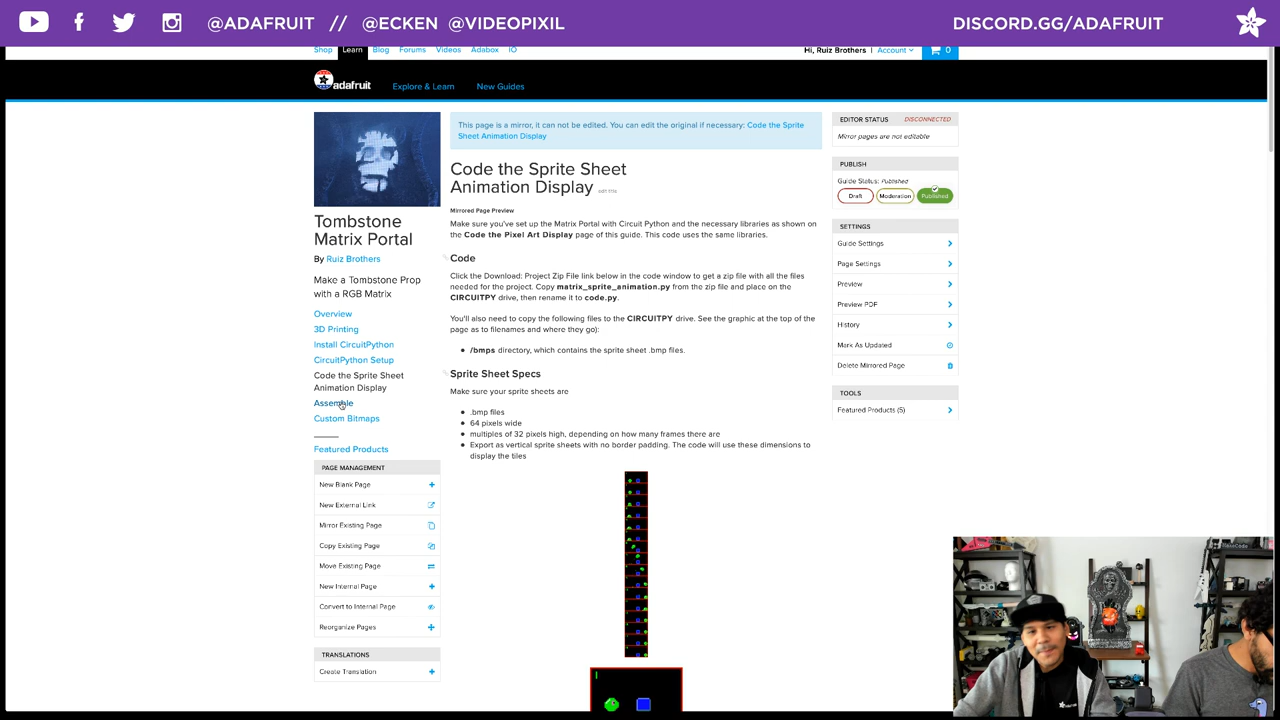 @ADAFRUIT // @ECKEN @VIDEOPIXIL
DISCORD.GG/ADAFRUIT
Shop Learn Blog Forums Videos Adabox IO
Hi, Ruiz Brothers | Account 0
adafruit Explore & Learn New Guides
Tombstone
Matrix Portal
By Ruiz Brothers
Make a Tombstone Prop
with a RGB Matrix
Overview
3D Printing
Install CircuitPython
CircuitPython Setup
Code the Sprite Sheet
Animation Display
Assemble
Custom Bitmaps
Featured Products
PAGE MANAGEMENT
New Blank Page
New External Link
Mirror Existing Page
Copy Existing Page
Move Existing Page
New Internal Page
Convert to Internal Page
Reorganize Pages
TRANSLATIONS
Create Translation
This page is a mirror, it can not be edited. You can edit the original if necessary: Code the Sprite
Sheet Animation Display
Code the Sprite Sheet
Animation Display edit title
Mirrored Page Preview
Make sure you've set up the Matrix Portal with Circuit Python and the necessary libraries as shown on
the Code the Pixel Art Display page of this guide. This code uses the same libraries.
Code
Click the Download: Project Zip File link below in the code window to get a zip file with all the files
needed for the project. Copy matrix_sprite_animation.py from the zip file and place on the
CIRCUITPY drive, then rename it to code.py.
You'll also need to copy the following files to the CIRCUITPY drive. See the graphic at the top of the
page as to filenames and where they go):
• /bmps directory, which contains the sprite sheet .bmp files.
Sprite Sheet Specs
Make sure your sprite sheets are
• .bmp files
• 64 pixels wide
• multiples of 32 pixels high, depending on how many frames there are
• Export as vertical sprite sheets with no border padding. The code will use these dimensions to
display the tiles
EDITOR STATUS DISCONNECTED
Mirror pages are not editable
PUBLISH
Guide Status: Published
Draft Moderation Published
SETTINGS
Guide Settings
Page Settings
Preview
Preview PDF
History
Mark As Updated
Delete Mirrored Page
TOOLS
Featured Products (5)
adafruit